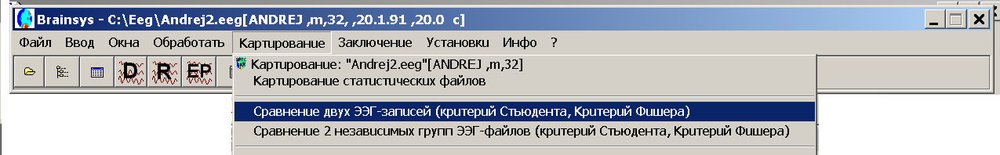 Brainsys - C:\Eeg\Andrej2.eeg[ANDREJ ,m,32, ,20.1.91 ,20.0 c]
Файл Ввод Окна Обработать Картирование Заключение Установки Инфо ?
D R EP
Картирование: "Andrej2.eeg"[ANDREJ ,m,32]
Картирование статистических файлов
Сравнение двух ЭЭГ-записей (критерий Стьюдента, Критерий Фишера)
Сравнение 2 независимых групп ЭЭГ-файлов (критерий Стьюдента, Критерий Фишера)